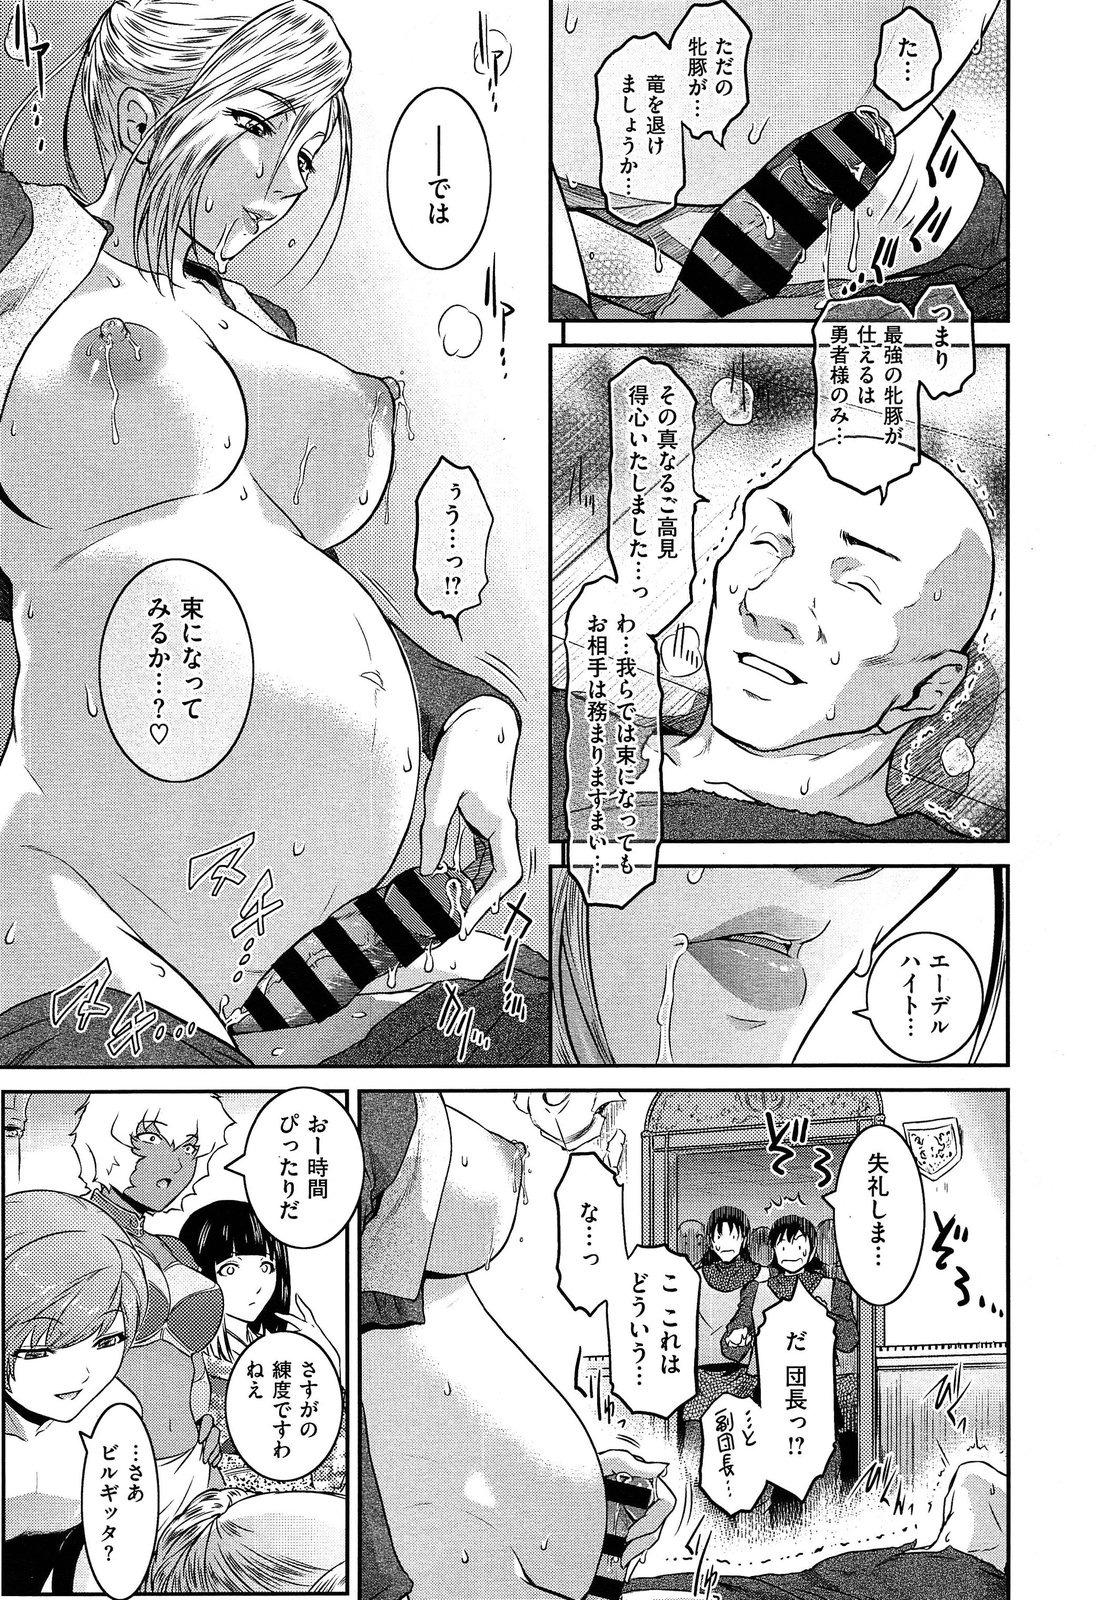 た…
ただの
牝豚が…
竜を退け
ましょうか…
つまり
最強の牝豚が
仕えるは
勇者様のみ…
その真なるご高見
得心いたしました…っ
わ…我らでは束になっても
お相手は務まりますまい…
エーデル
ハイト…
――では
ぅう…っ!?
束になって
みるか…?♡
失礼しま…
だ 団長っ!?
…と
副団長…
な…っ
こ これは
どういう…
おー時間
ぴったりだ
さすがの
練度ですわ
ねえ
…さあ
ビルギッタ?